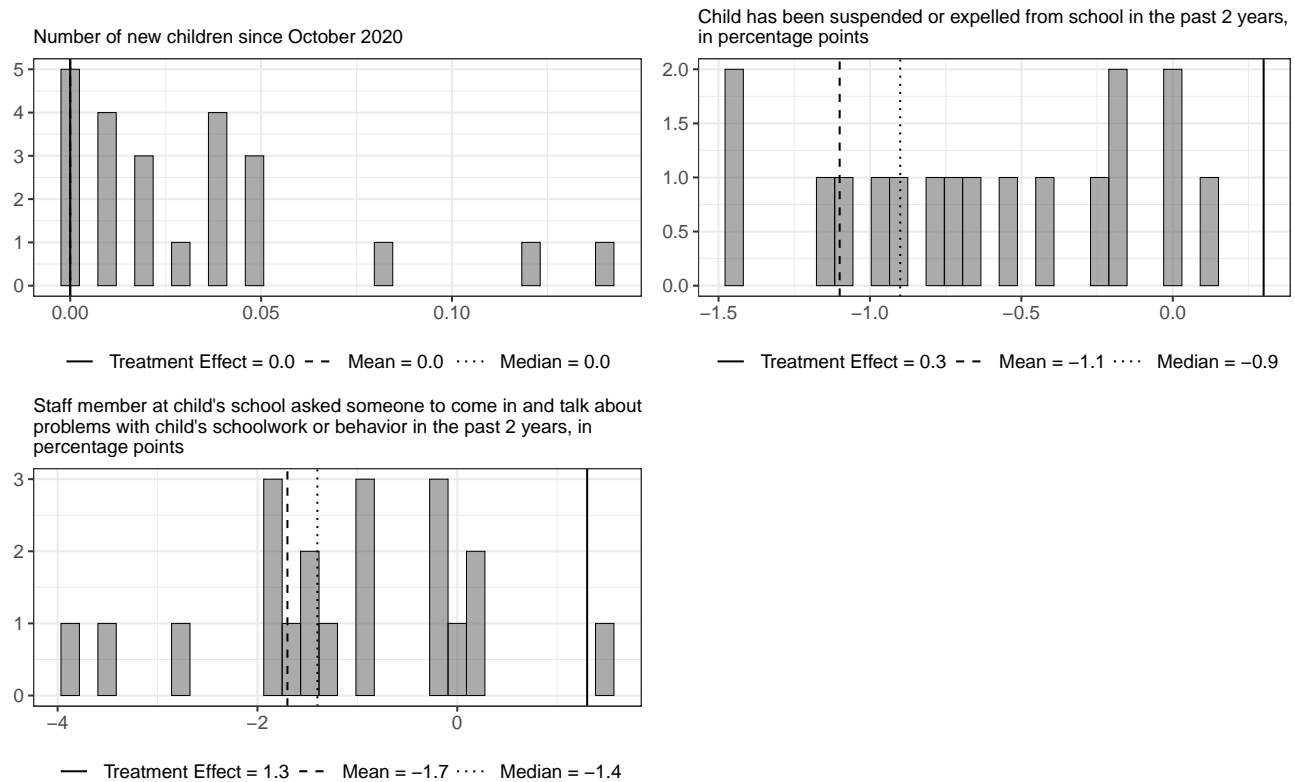 Number of new children since October 2020
5
4
3
2
1
0
0.00 0.05 0.10
Treatment Effect = 0.0 Mean = 0.0 Median = 0.0
Child has been suspended or expelled from school in the past 2 years,
in percentage points
2.0
1.5
1.0
0.5
0.0
−1.5 −1.0 −0.5 0.0
Treatment Effect = 0.3 Mean = −1.1 Median = −0.9
Staff member at child's school asked someone to come in and talk about
problems with child's schoolwork or behavior in the past 2 years, in
percentage points
3
2
1
0
−4 −2 0
Treatment Effect = 1.3 Mean = −1.7 Median = −1.4